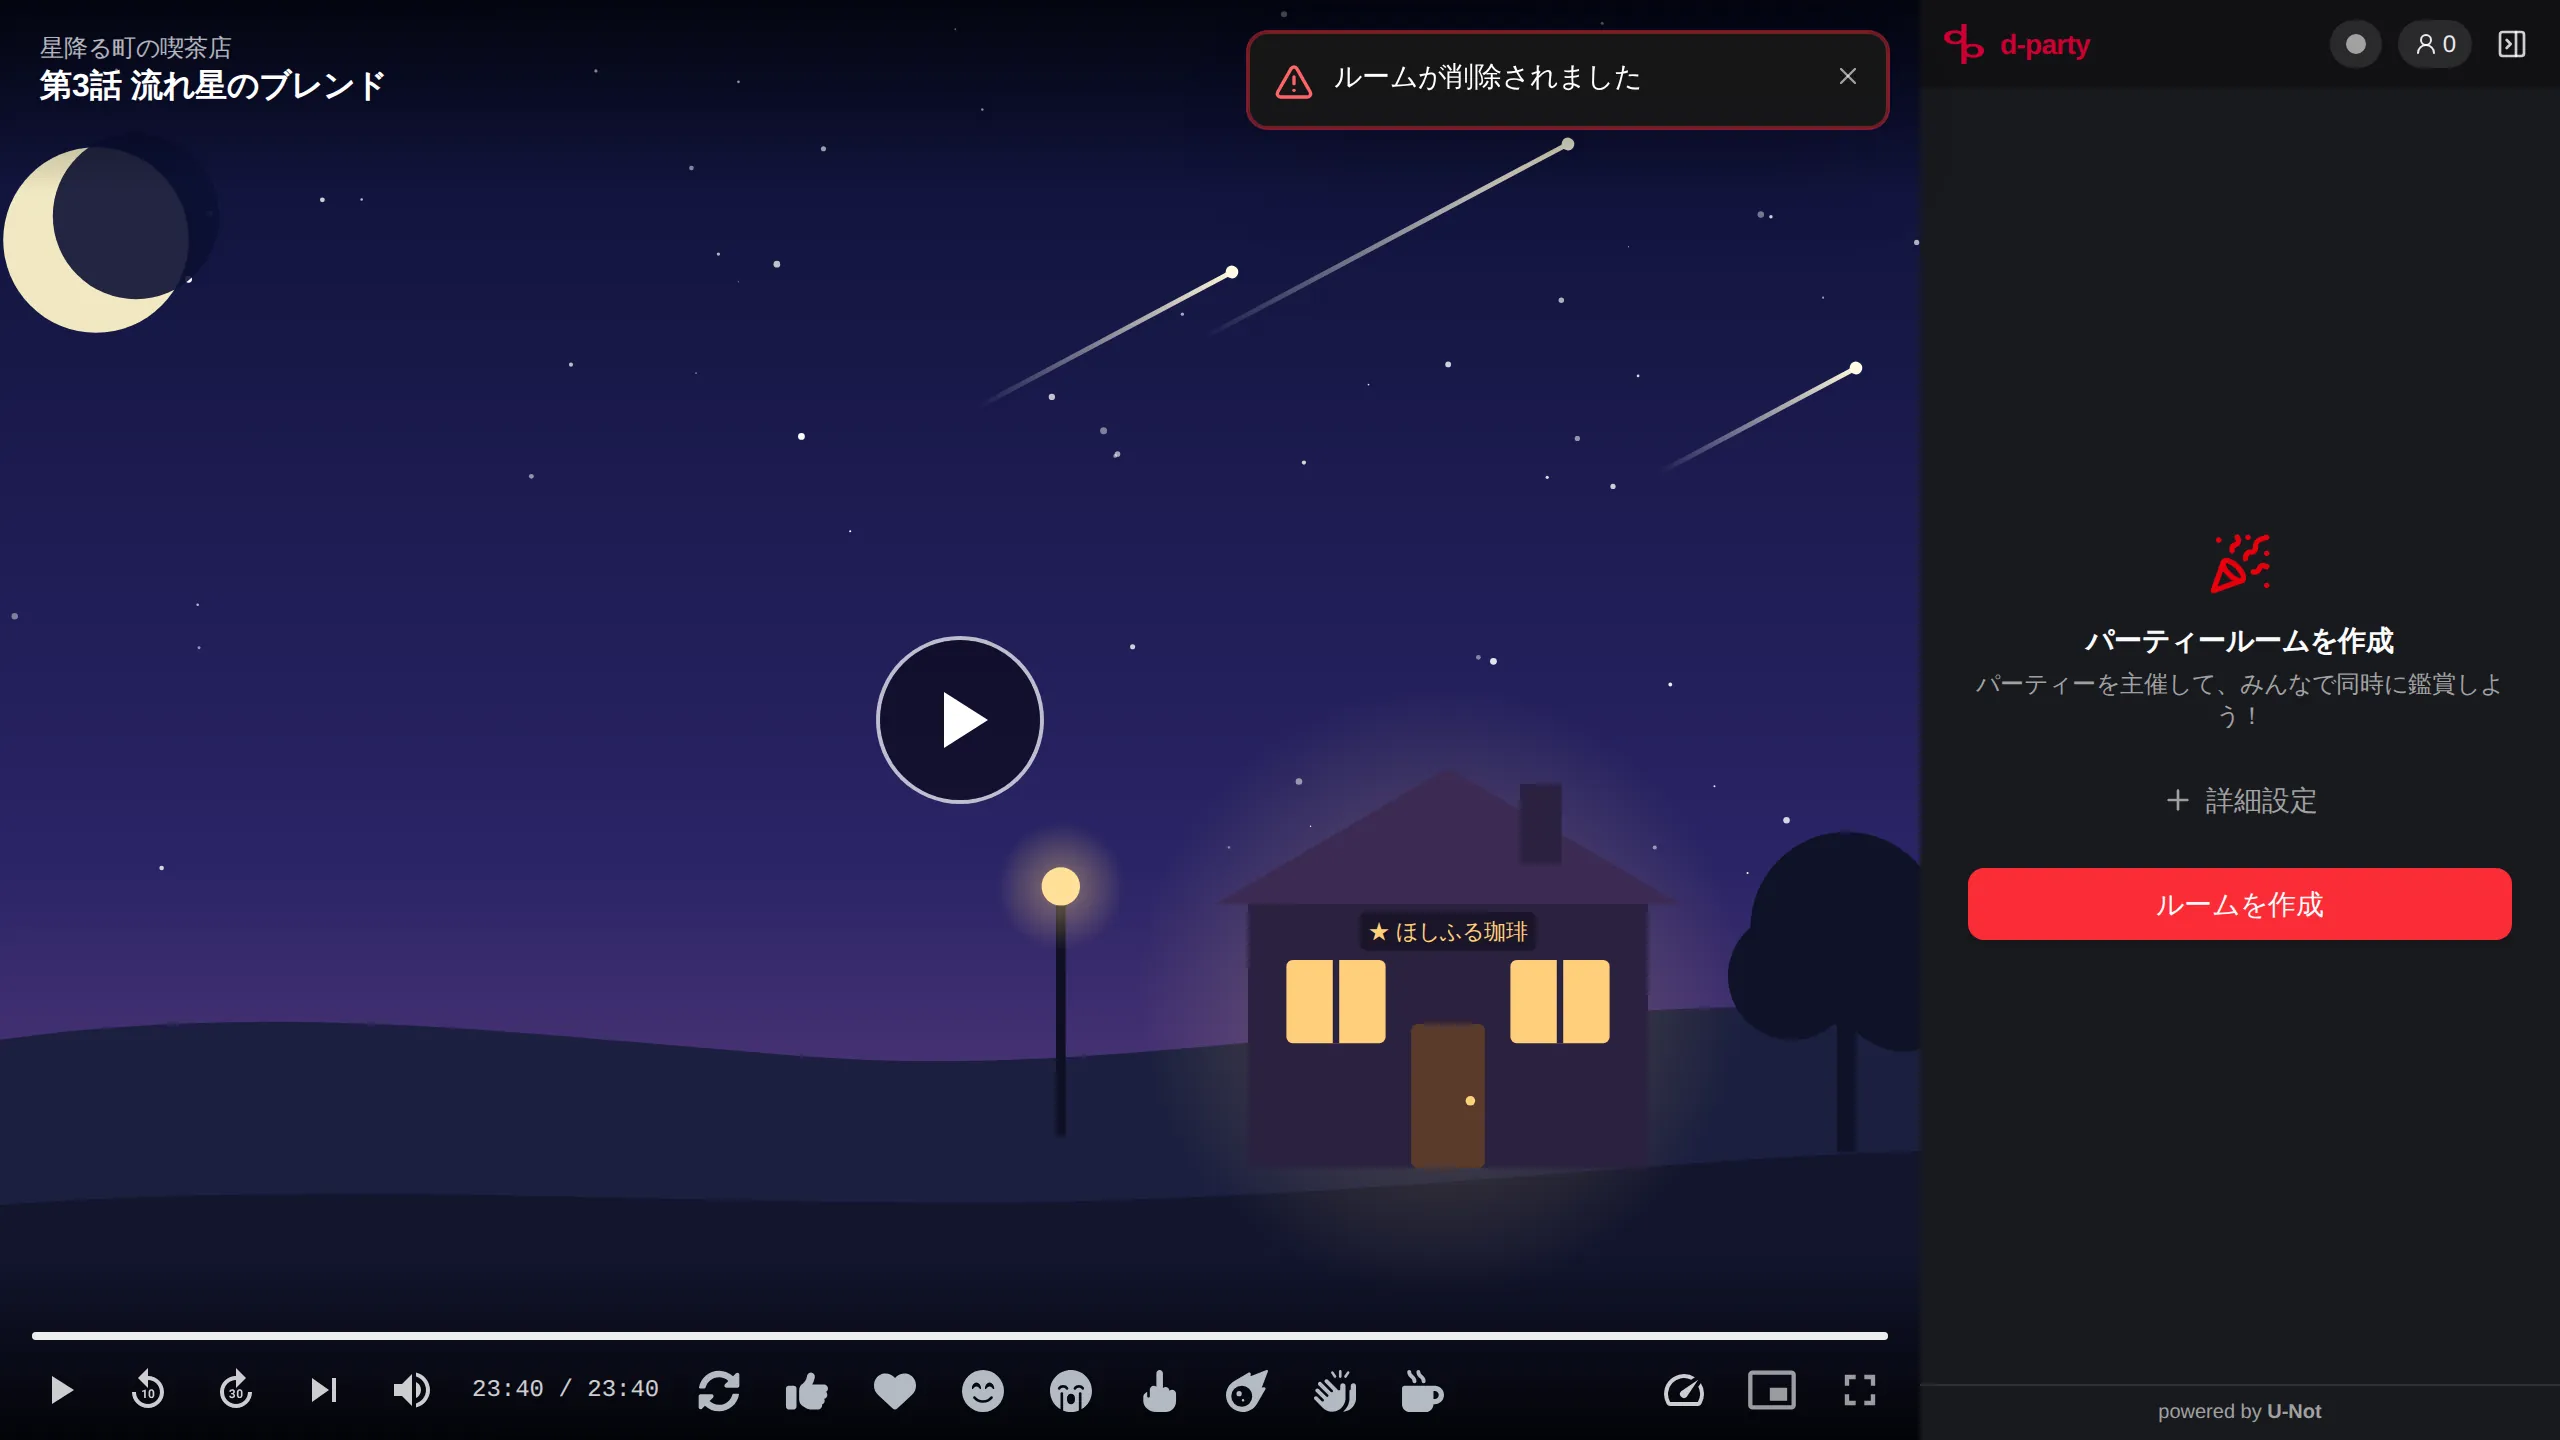 星降る町の喫茶店
第3話 流れ星のブレンド
ルームが削除されました
d-party
0
パーティールームを作成
パーティーを主催して、みんなで同時に鑑賞しよ
う！
詳細設定
ルームを作成
★ ほしふる珈琲
10
30
23:40 / 23:40
powered by U-Not